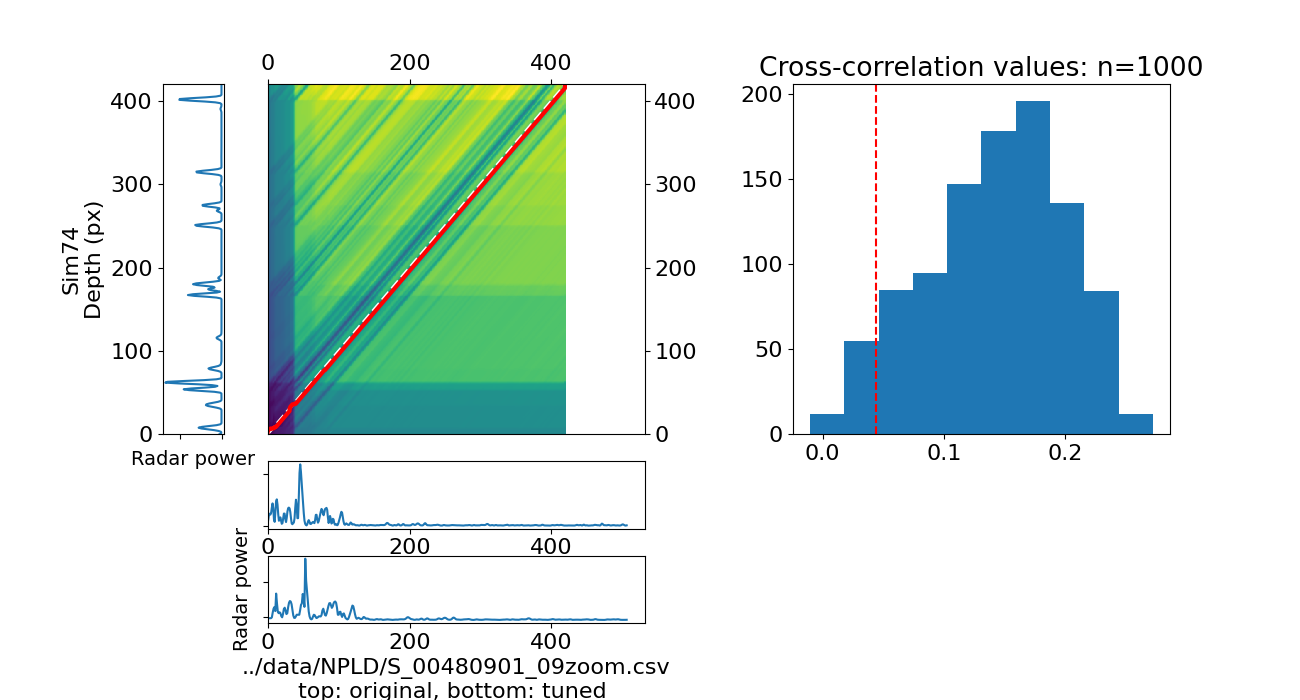 0 200 400
Cross-correlation values: n=1000
400
300
200
100
0
Sim74
Depth (px)
400
300
200
100
0
200
150
100
50
0
0.0 0.1 0.2
Radar power
0 200 400
Radar power
0 200 400
../data/NPLD/S_00480901_09zoom.csv
top: original, bottom: tuned